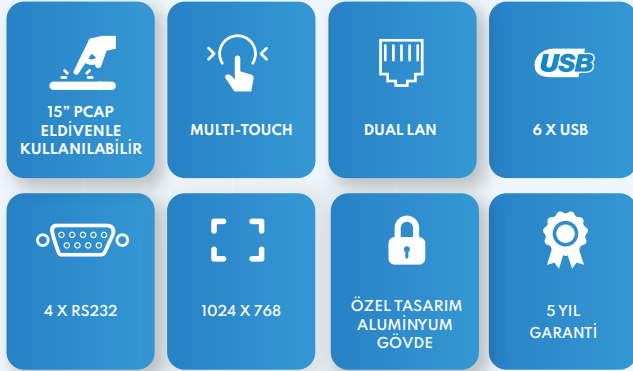 15” PCAP
ELDİVENLE
KULLANILABİLİR
MULTI-TOUCH
DUAL LAN
USB
6 X USB
4 X RS232
1024 X 768
ÖZEL TASARIM
ALUMİNYUM
GÖVDE
5 YIL
GARANTİ